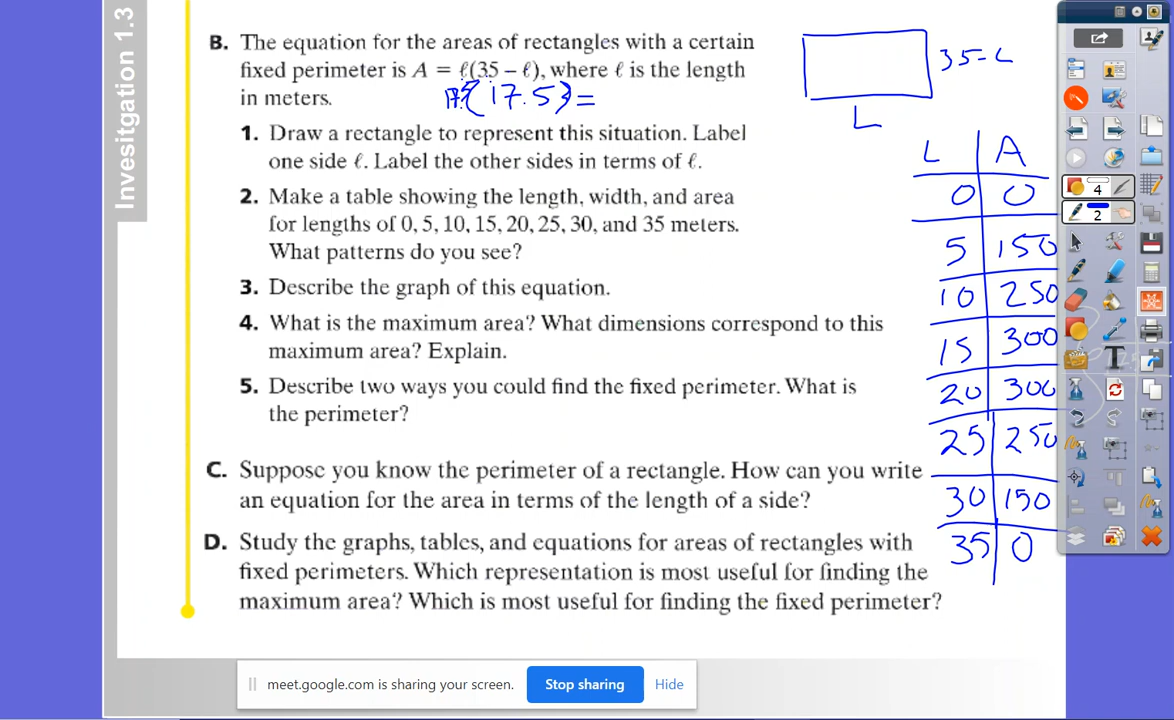 Invesitgation 1.3
B. The equation for the areas of rectangles with a certain
fixed perimeter is A = ℓ(35 – ℓ), where ℓ is the length
in meters.
17.5(17.5)=
1. Draw a rectangle to represent this situation. Label
one side ℓ. Label the other sides in terms of ℓ.
2. Make a table showing the length, width, and area
for lengths of 0, 5, 10, 15, 20, 25, 30, and 35 meters.
What patterns do you see?
3. Describe the graph of this equation.
4. What is the maximum area? What dimensions correspond to this
maximum area? Explain.
5. Describe two ways you could find the fixed perimeter. What is
the perimeter?
C. Suppose you know the perimeter of a rectangle. How can you write
an equation for the area in terms of the length of a side?
D. Study the graphs, tables, and equations for areas of rectangles with
fixed perimeters. Which representation is most useful for finding the
maximum area? Which is most useful for finding the fixed perimeter?
35-L
L
L A
0 0
5 150
10 250
15 300
20 300
25 250
30 150
35 0
4
2
T
meet.google.com is sharing your screen. Stop sharing Hide